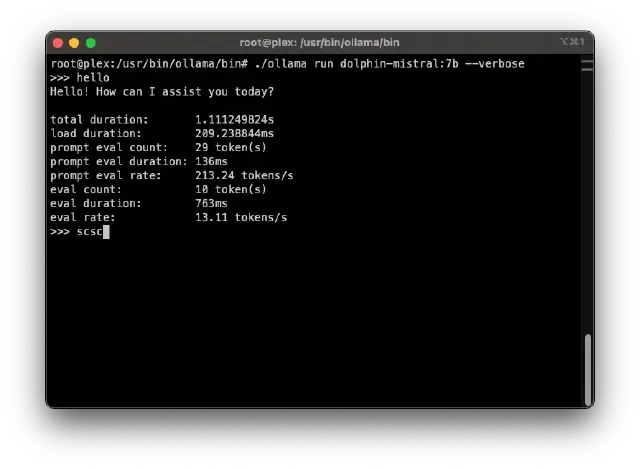 root@plex: /usr/bin/ollama/bin
⌥⌘1
root@plex:/usr/bin/ollama/bin# ./ollama run dolphin-mistral:7b --verbose
>>> hello
Hello! How can I assist you today?
total duration: 1.111249824s
load duration: 209.238844ms
prompt eval count: 29 token(s)
prompt eval duration: 136ms
prompt eval rate: 213.24 tokens/s
eval count: 10 token(s)
eval duration: 763ms
eval rate: 13.11 tokens/s
>>> scsc